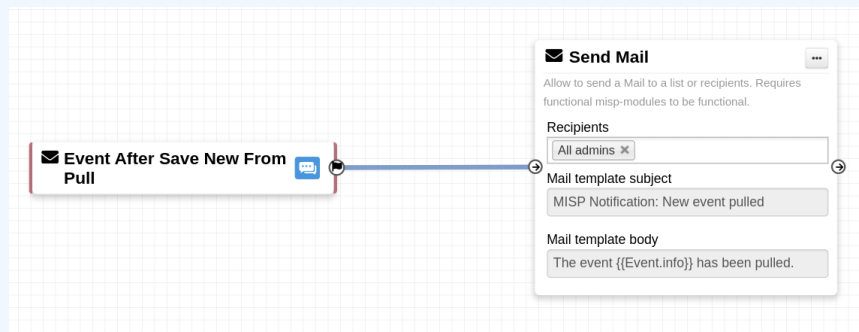 Send Mail
Allow to send a Mail to a list or recipients. Requires
functional misp-modules to be functional.
Recipients
All admins
Event After Save New From
Pull
Mail template subject
MISP Notification: New event pulled
Mail template body
The event {{Event.info}} has been pulled.